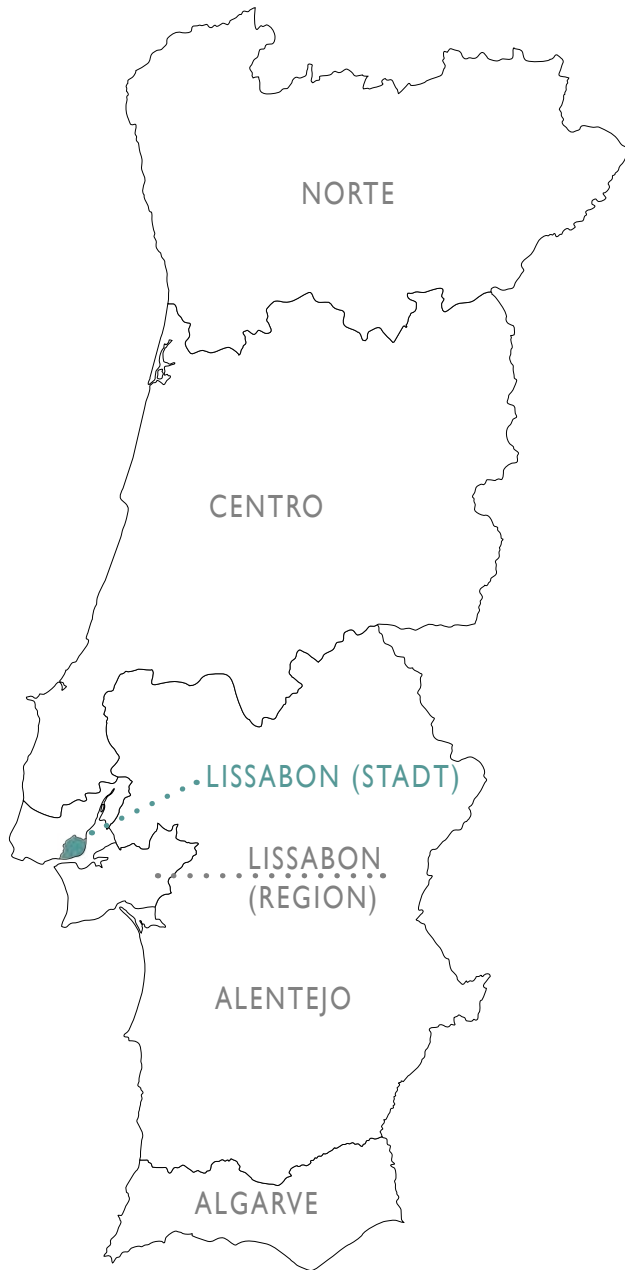 NORTE
CENTRO
LISSABON (STADT)
LISSABON
(REGION)
ALENTEJO
ALGARVE